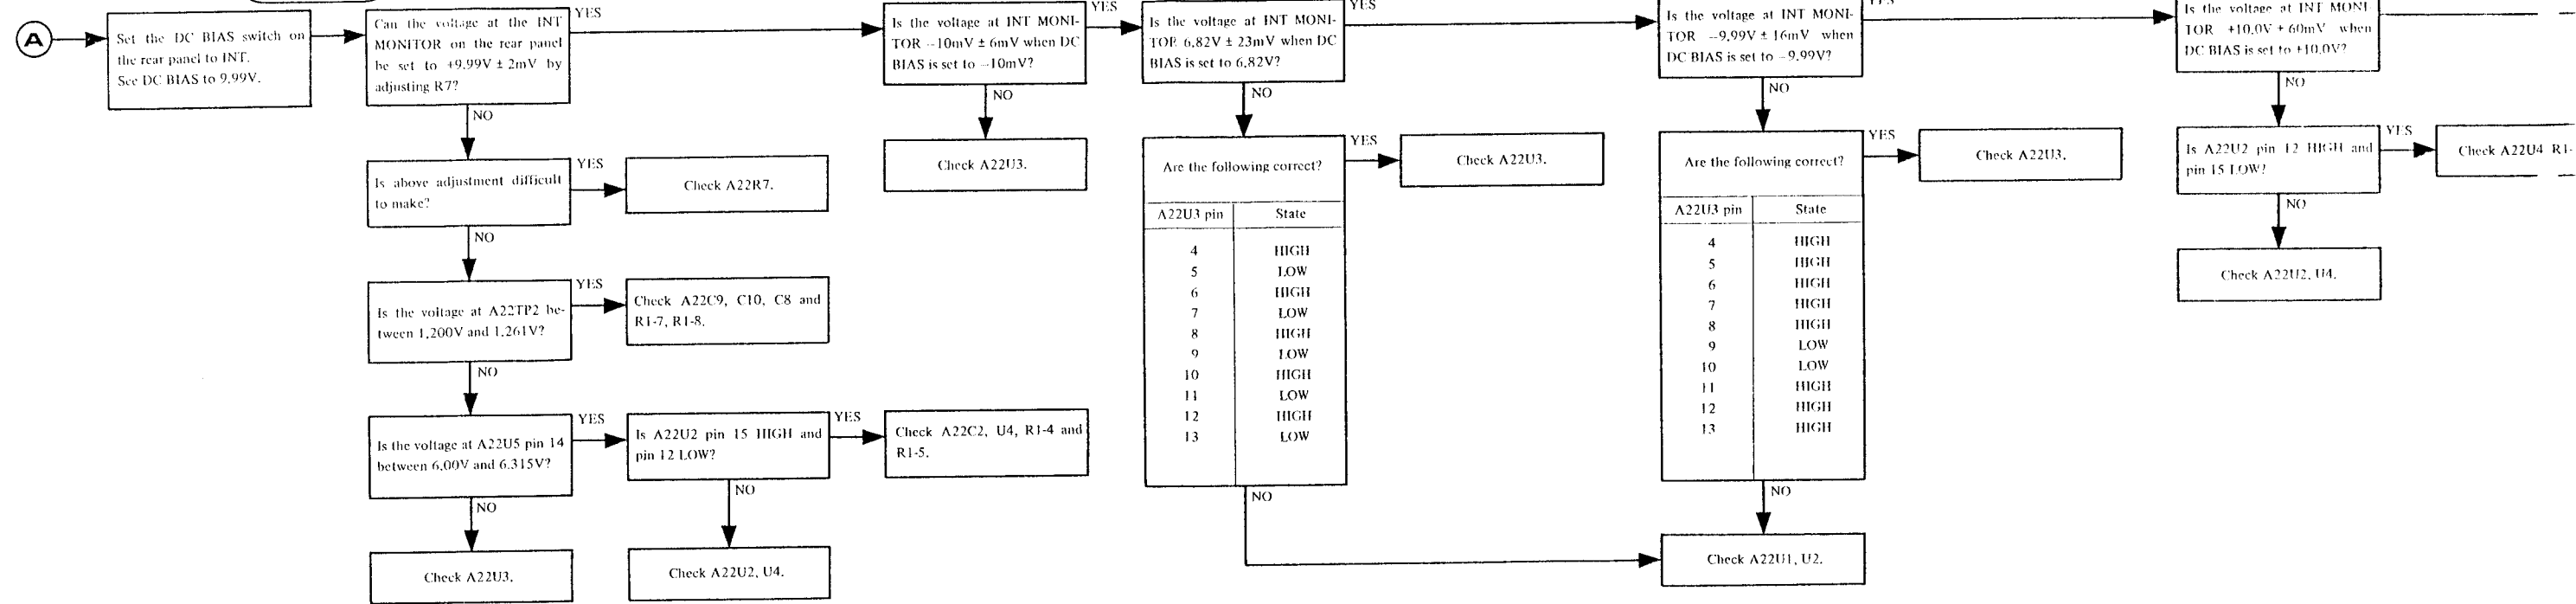 A
Set the DC BIAS switch on
the rear panel to INT.
See DC BIAS to 9.99V.
Can the voltage at the INT
MONITOR on the rear panel
be set to +9.99V ± 2mV by
adjusting R7?
YES
NO
Is above adjustment difficult
to make?
YES
Check A22R7.
NO
Is the voltage at A22TP2 be-
tween 1.200V and 1.261V?
YES
Check A22C9, C10, C8 and
R1-7, R1-8.
NO
Is the voltage at A22U5 pin 14
between 6.00V and 6.315V?
YES
Is A22U2 pin 15 HIGH and
pin 12 LOW?
YES
Check A22C2, U4, R1-4 and
R1-5.
NO
Check A22U3.
NO
Check A22U2, U4.
Is the voltage at INT MONI-
TOR -10mV ± 6mV when DC
BIAS is set to -10mV?
YES
NO
Check A22U3.
Is the voltage at INT MONI-
TOR 6.82V ± 23mV when DC
BIAS is set to 6.82V?
YES
NO
Are the following correct?
YES
Check A22U3.
A22U3 pin State
4 HIGH
5 LOW
6 HIGH
7 LOW
8 HIGH
9 LOW
10 HIGH
11 LOW
12 HIGH
13 LOW
NO
Is the voltage at INT MONI-
TOR -9.99V ± 16mV when
DC BIAS is set to -9.99V?
YES
NO
Are the following correct?
YES
Check A22U3.
A22U3 pin State
4 HIGH
5 HIGH
6 HIGH
7 HIGH
8 HIGH
9 LOW
10 LOW
11 HIGH
12 HIGH
13 HIGH
NO
Check A22U1, U2.
Is the voltage at INT MONI-
TOR +10.0V ± 60mV when
DC BIAS is set to +10.0V?
NO
Is A22U2 pin 12 HIGH and
pin 15 LOW?
YES
Check A22U4 R1-
NO
Check A22U2, U4.